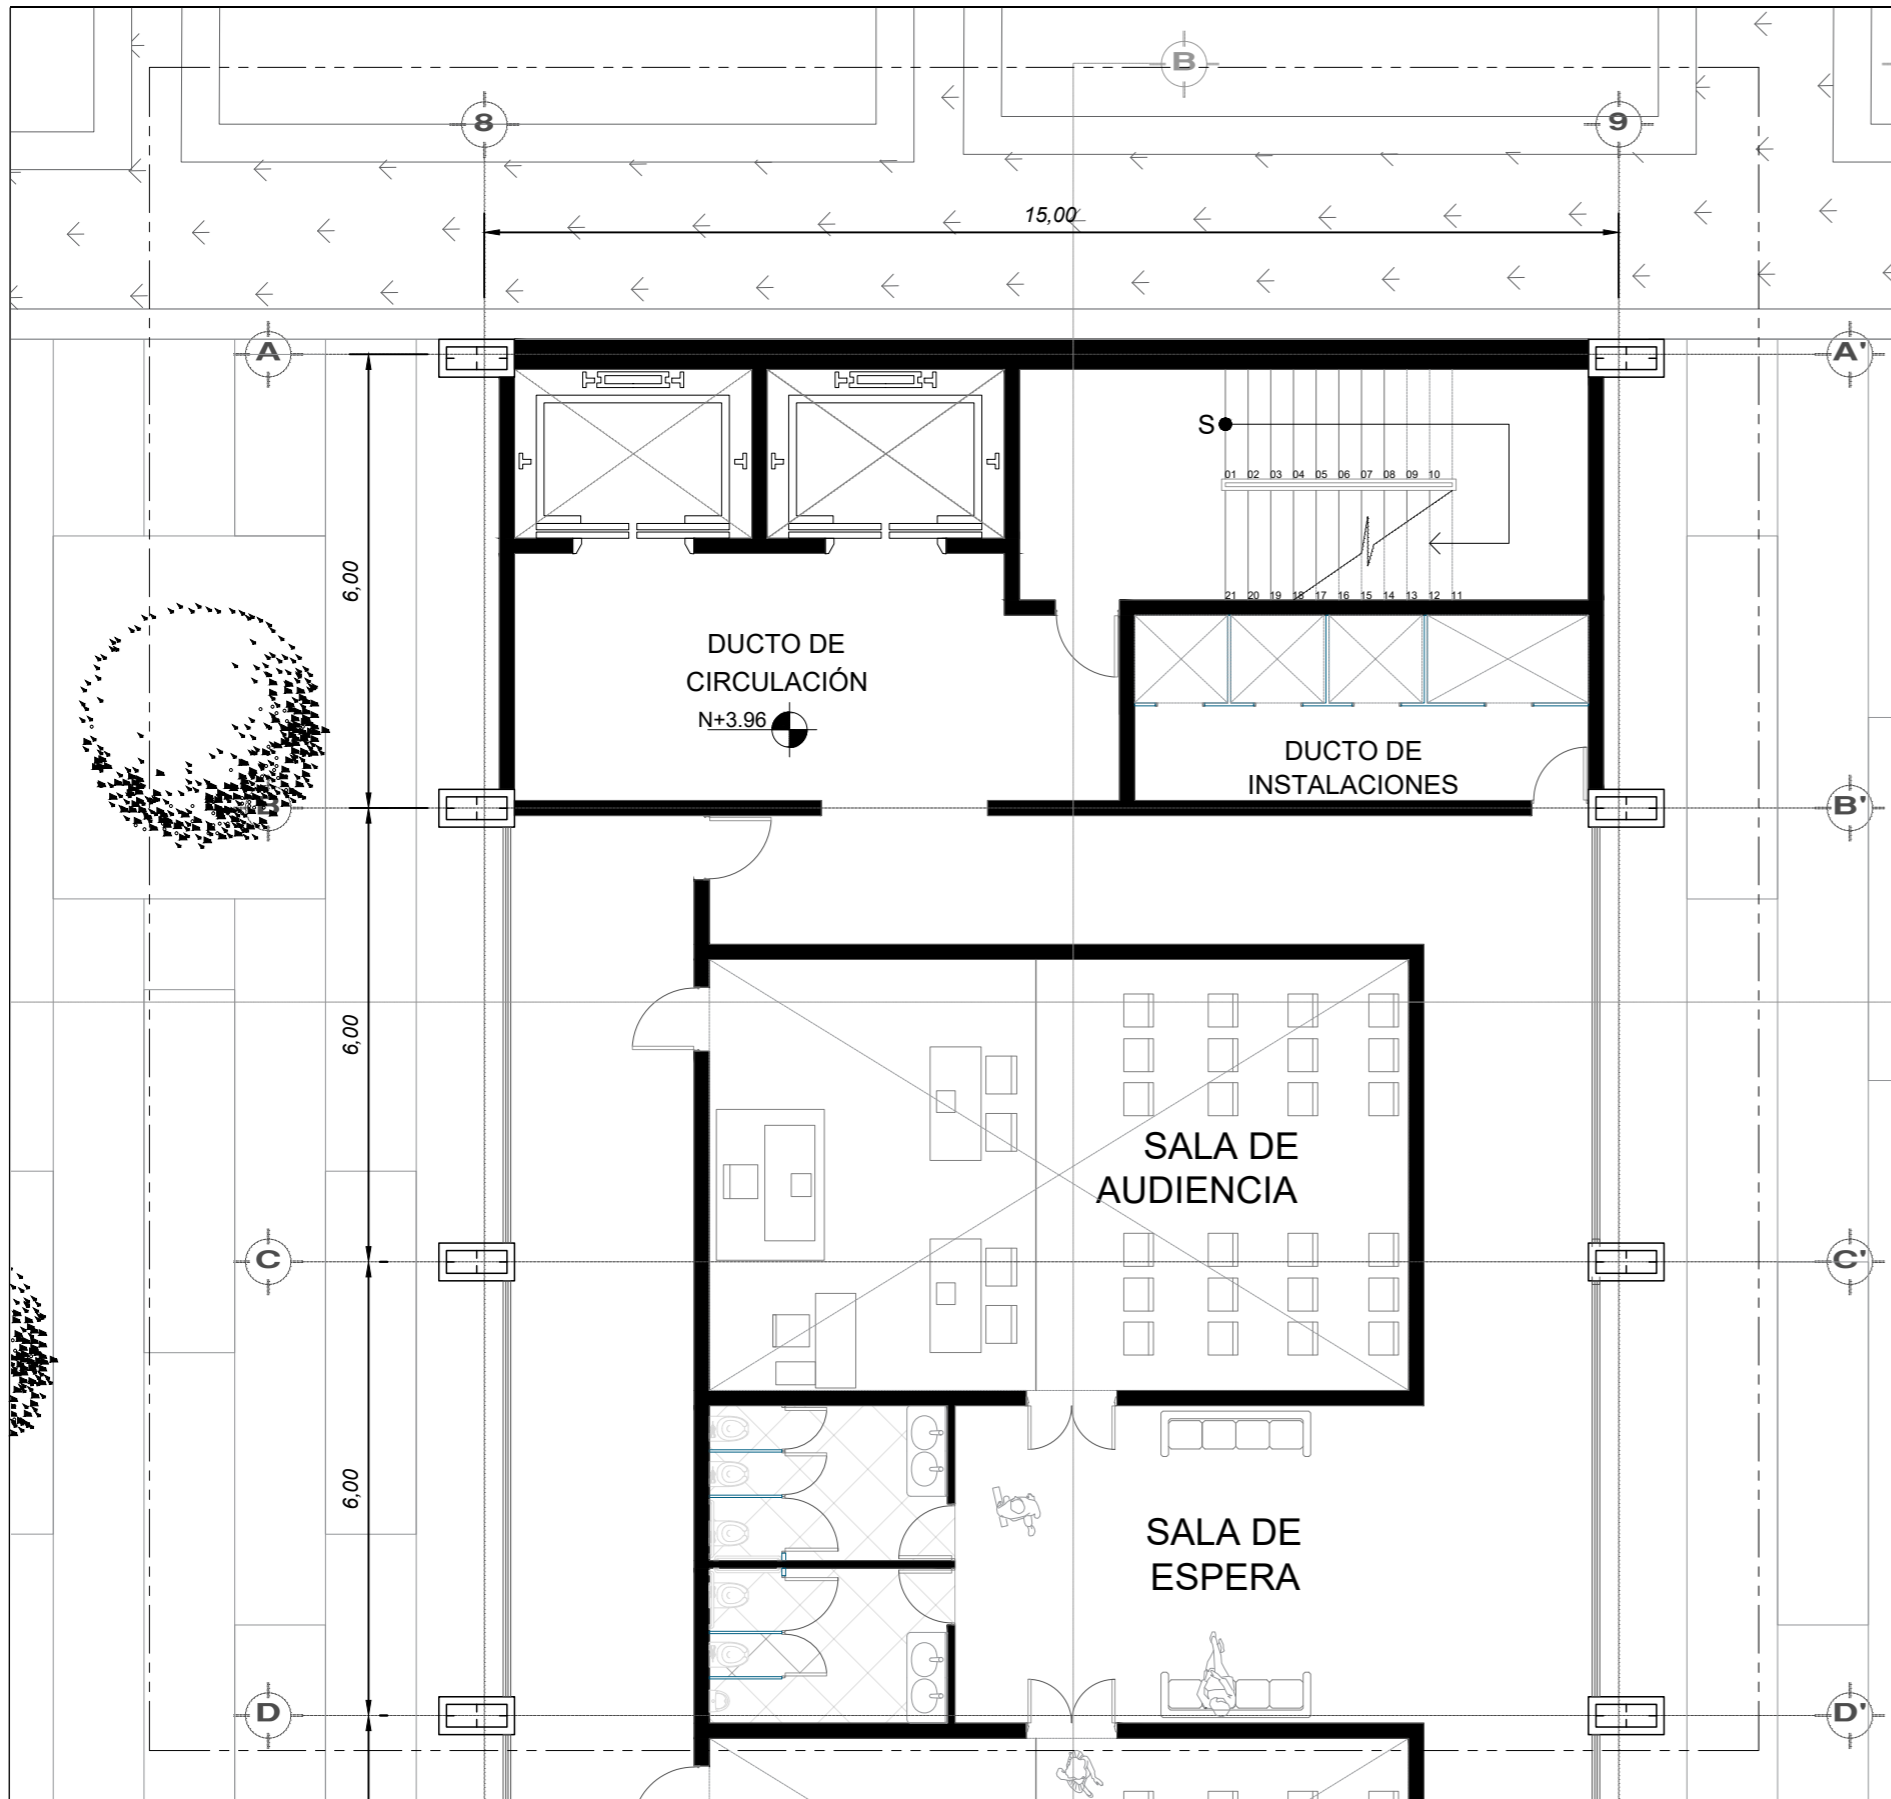 B
8
9
15,00
A
A'
S
01 02 03 04 05 06 07 08 09 10
6,00
21 20 19 18 17 16 15 14 13 12 11
DUCTO DE
CIRCULACIÓN
N+3.96
DUCTO DE
INSTALACIONES
B
B'
6,00
SALA DE
AUDIENCIA
C
C'
6,00
SALA DE
ESPERA
D
D'